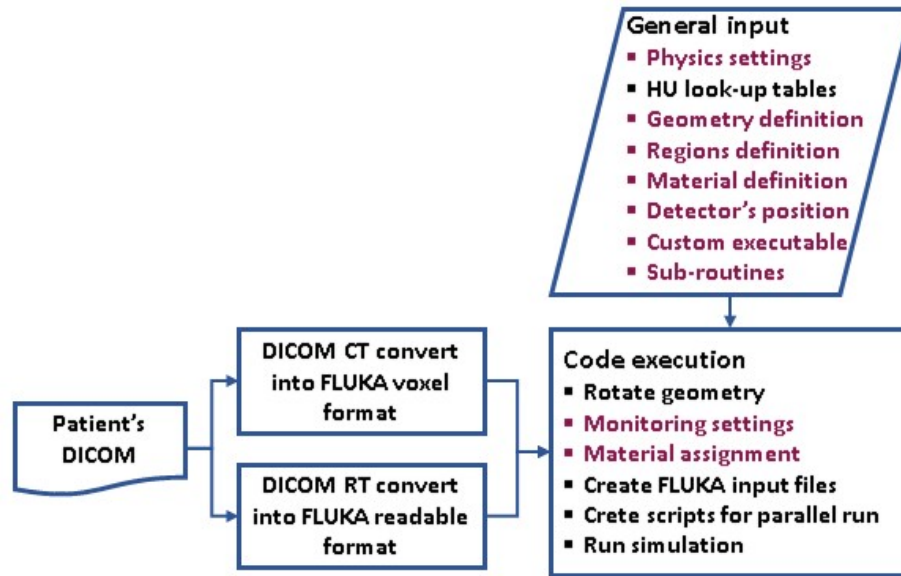 General input
▪ Physics settings
▪ HU look-up tables
▪ Geometry definition
▪ Regions definition
▪ Material definition
▪ Detector's position
▪ Custom executable
▪ Sub-routines
Patient's
DICOM
DICOM CT convert
into FLUKA voxel
format
DICOM RT convert
into FLUKA readable
format
Code execution
▪ Rotate geometry
▪ Monitoring settings
▪ Material assignment
▪ Create FLUKA input files
▪ Crete scripts for parallel run
▪ Run simulation